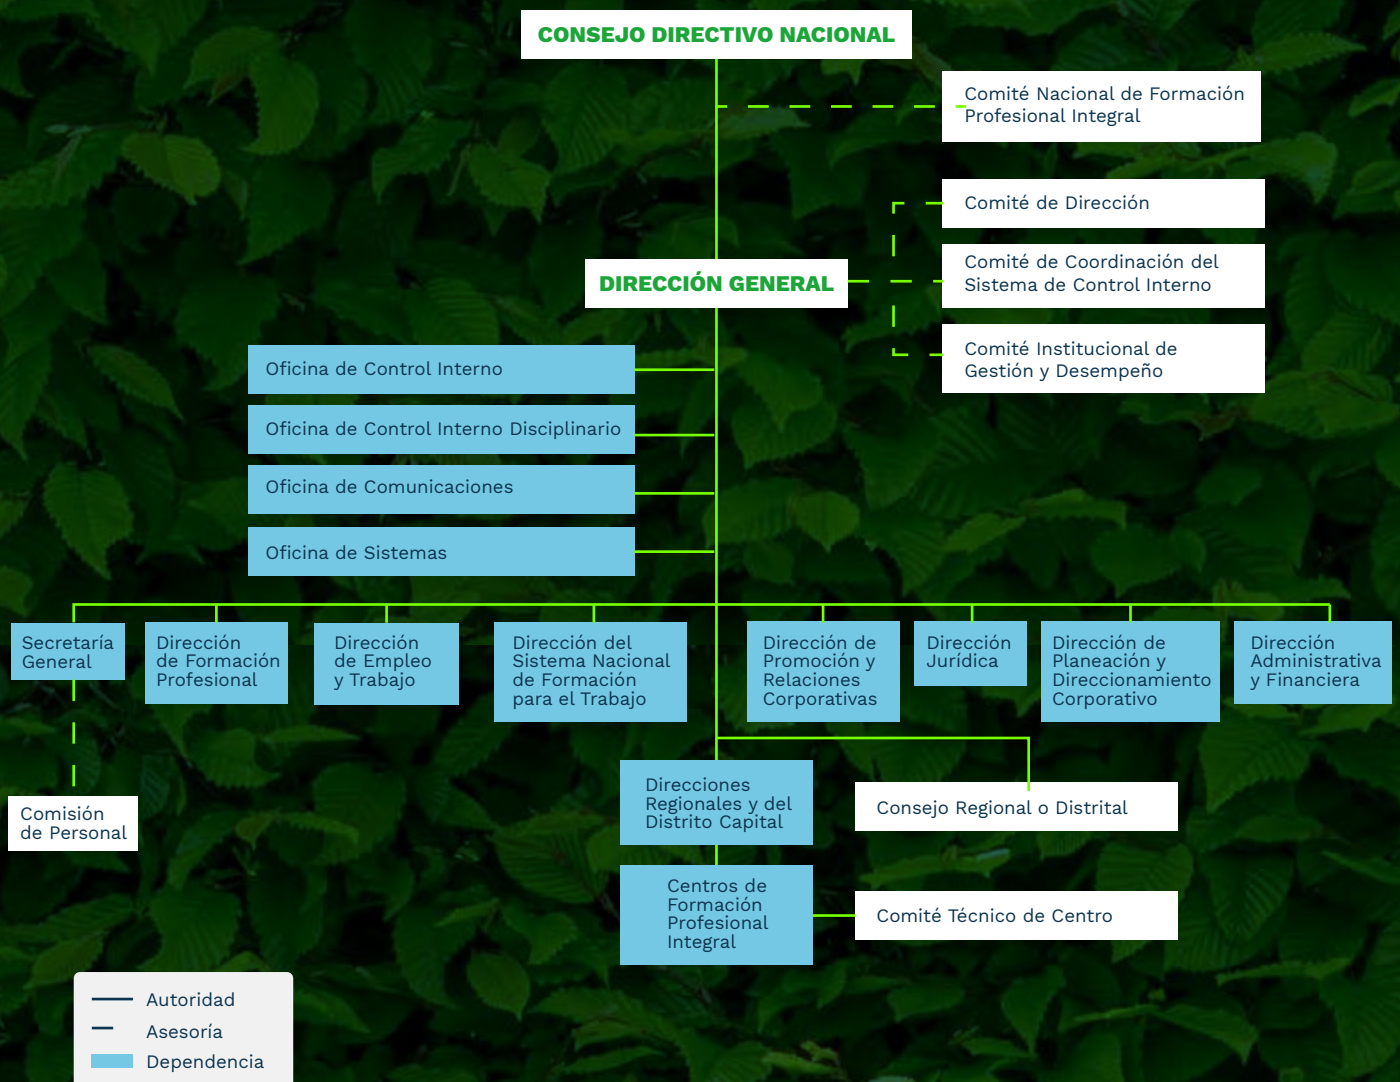 CONSEJO DIRECTIVO NACIONAL
Comité Nacional de Formación
Profesional Integral
Comité de Dirección
Comité de Coordinación del
Sistema de Control Interno
DIRECCIÓN GENERAL
Comité Institucional de
Gestión y Desempeño
Oficina de Control Interno
Oficina de Control Interno Disciplinario
Oficina de Comunicaciones
Oficina de Sistemas
Secretaría
General
Dirección
de Formación
Profesional
Dirección
de Empleo
y Trabajo
Dirección del
Sistema Nacional
de Formación
para el Trabajo
Dirección de
Promoción y
Relaciones
Corporativas
Dirección
Jurídica
Dirección de
Planeación y
Direccionamiento
Corporativo
Dirección
Administrativa
y Financiera
Comisión
de Personal
Direcciones
Regionales y del
Distrito Capital
Consejo Regional o Distrital
Centros de
Formación
Profesional
Integral
Comité Técnico de Centro
Autoridad
Asesoría
Dependencia